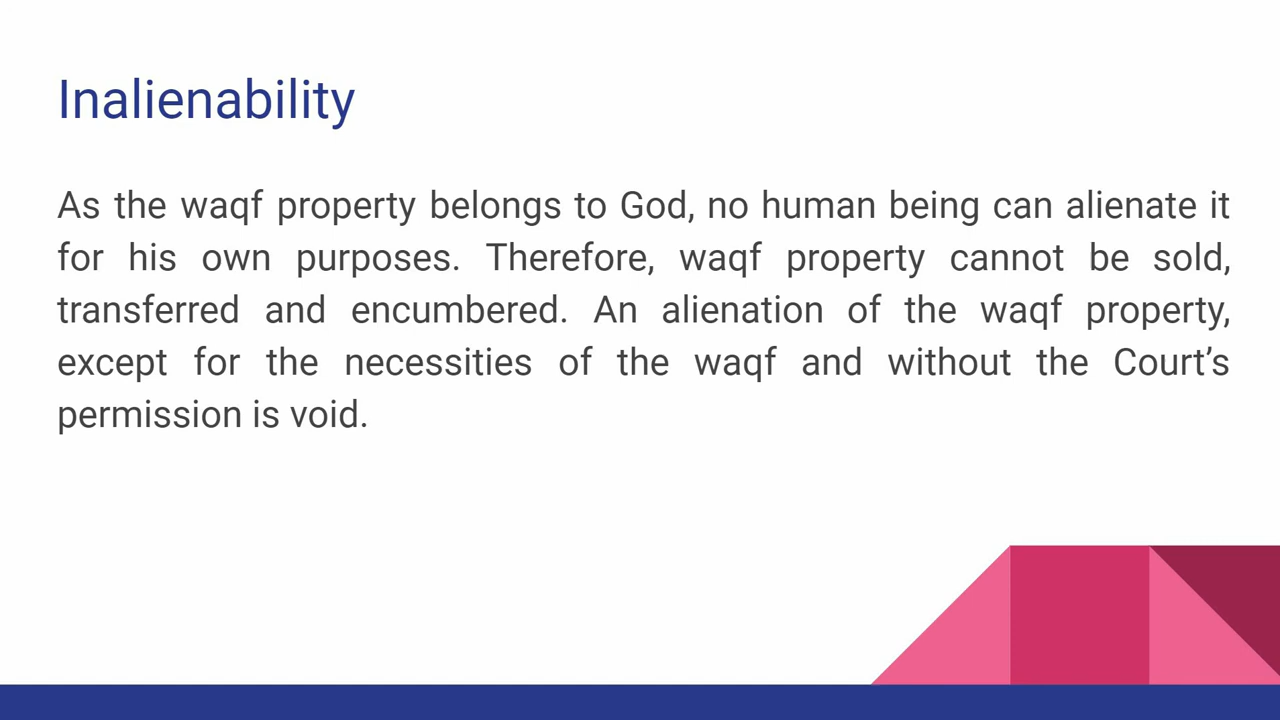 Inalienability
As the waqf property belongs to God, no human being can alienate it
for his own purposes. Therefore, waqf property cannot be sold,
transferred and encumbered. An alienation of the waqf property,
except for the necessities of the waqf and without the Court’s
permission is void.